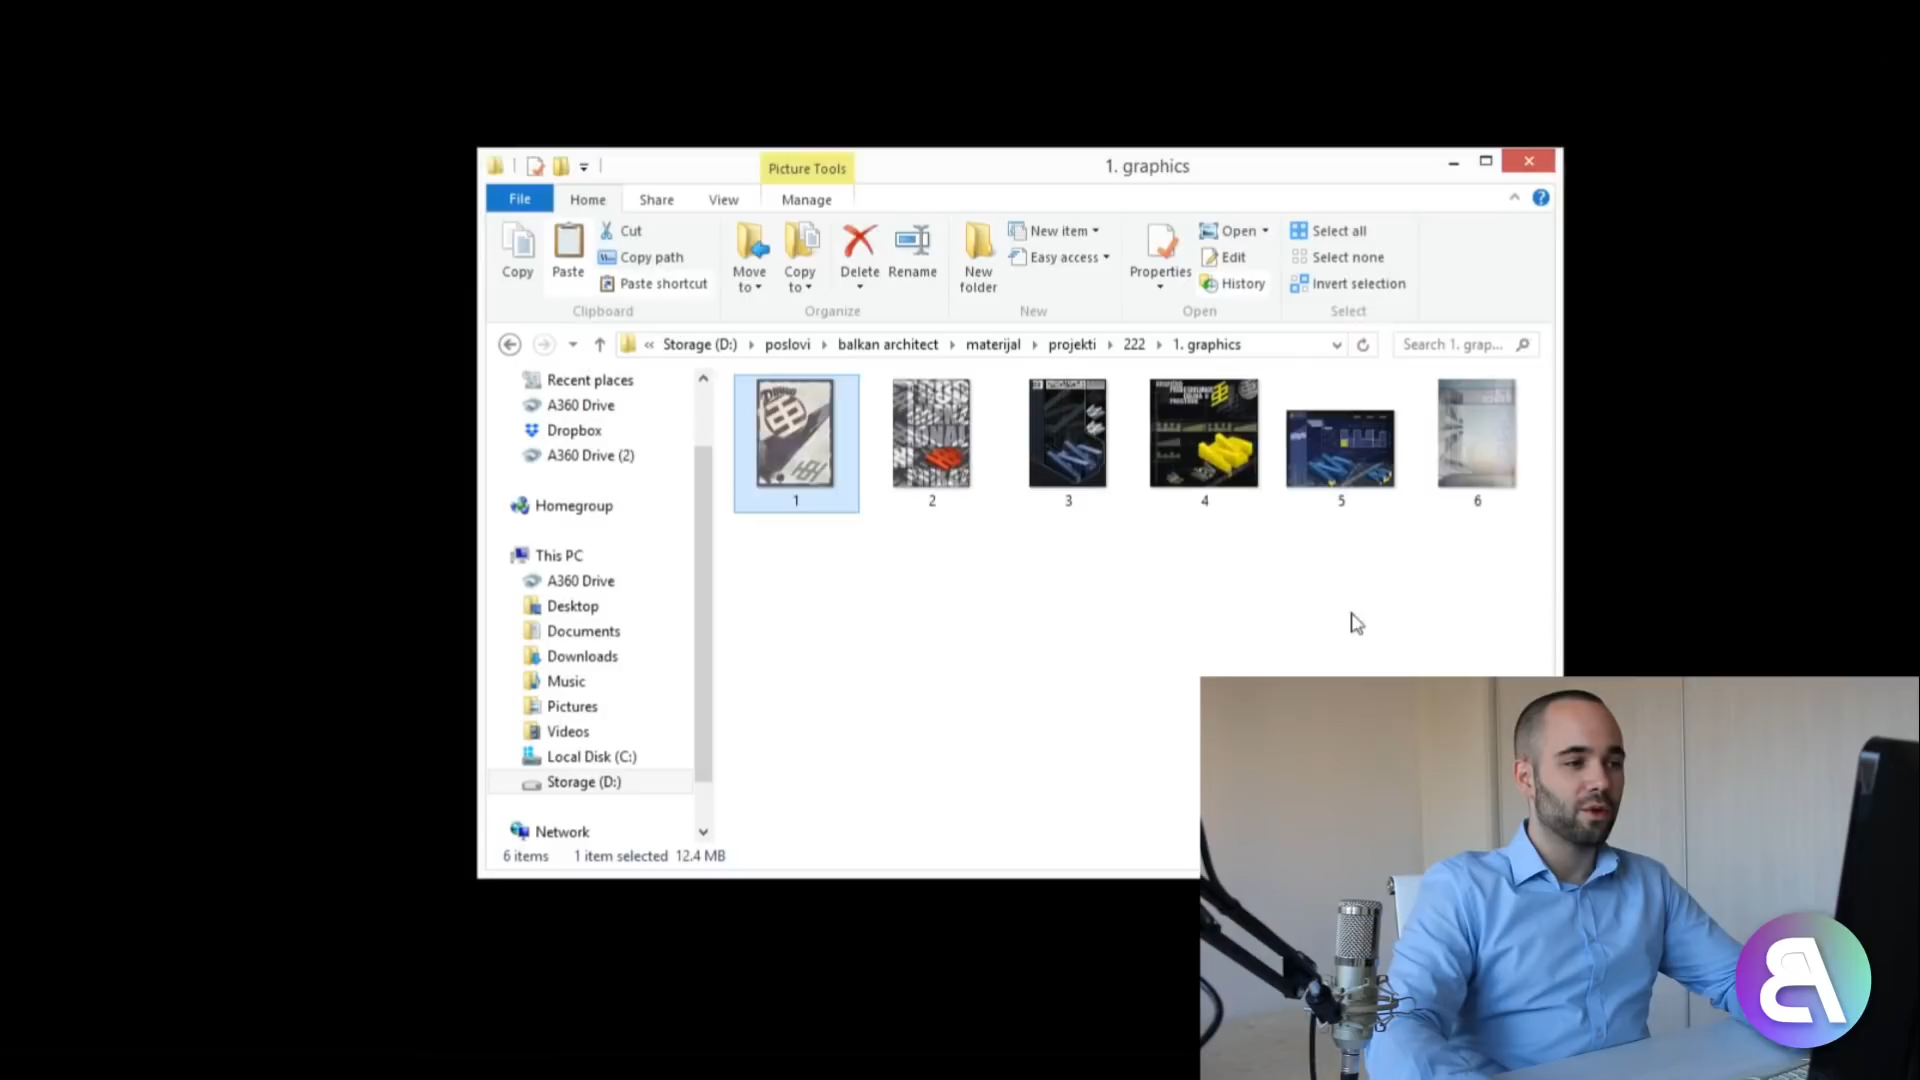 Picture Tools
1. graphics
File
Home
Share
View
Manage
Copy
Paste
Cut
Copy path
Paste shortcut
Clipboard
Move to
Copy to
Delete
Rename
Organize
New folder
New item
Easy access
New
Properties
Open
Edit
History
Open
Select all
Select none
Invert selection
Select
« Storage (D:) poslovi balkan architect materijal projekti 222 1. graphics
Search 1. grap...
Recent places
A360 Drive
Dropbox
A360 Drive (2)
Homegroup
This PC
A360 Drive
Desktop
Documents
Downloads
Music
Pictures
Videos
Local Disk (C:)
Storage (D:)
Network
1
2
3
4
5
6
6 items 1 item selected 12.4 MB